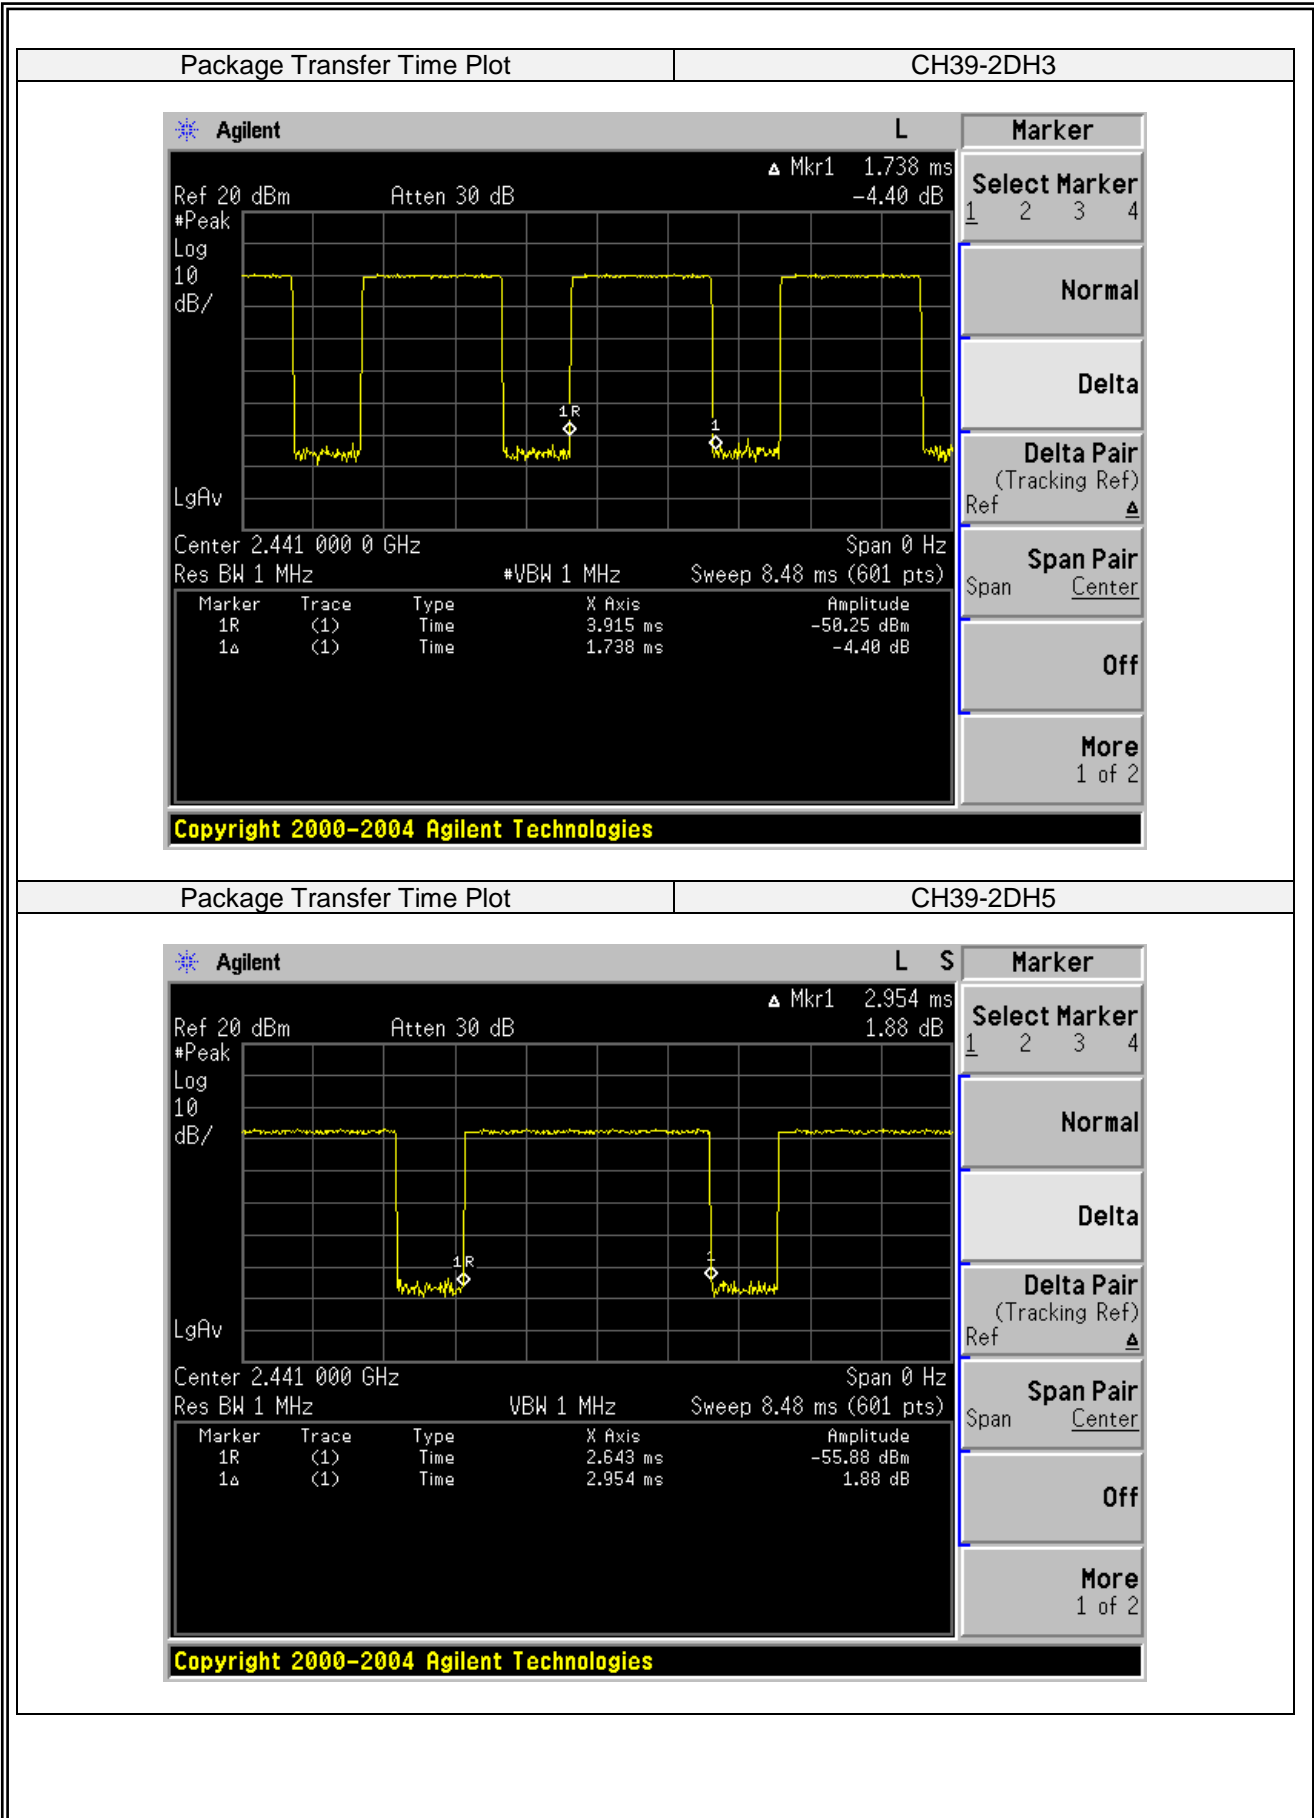 Package Transfer Time Plot CH39-2DH3
Agilent L Marker
Δ Mkr1 1.738 ms
Ref 20 dBm Atten 30 dB -4.40 dB
#Peak
Log
10
dB/
1R
1
LgAv
Center 2.441 000 0 GHz Span 0 Hz
Res BW 1 MHz #VBW 1 MHz Sweep 8.48 ms (601 pts)
Marker Trace Type X Axis Amplitude
1R (1) Time 3.915 ms -50.25 dBm
1Δ (1) Time 1.738 ms -4.40 dB
Select Marker
1 2 3 4
Normal
Delta
Delta Pair
(Tracking Ref)
Ref Δ
Span Pair
Span Center
Off
More
1 of 2
Copyright 2000-2004 Agilent Technologies
Package Transfer Time Plot CH39-2DH5
Agilent L S Marker
Δ Mkr1 2.954 ms
Ref 20 dBm Atten 30 dB 1.88 dB
#Peak
Log
10
dB/
1R
1
LgAv
Center 2.441 000 GHz Span 0 Hz
Res BW 1 MHz VBW 1 MHz Sweep 8.48 ms (601 pts)
Marker Trace Type X Axis Amplitude
1R (1) Time 2.643 ms -55.88 dBm
1Δ (1) Time 2.954 ms 1.88 dB
Select Marker
1 2 3 4
Normal
Delta
Delta Pair
(Tracking Ref)
Ref Δ
Span Pair
Span Center
Off
More
1 of 2
Copyright 2000-2004 Agilent Technologies